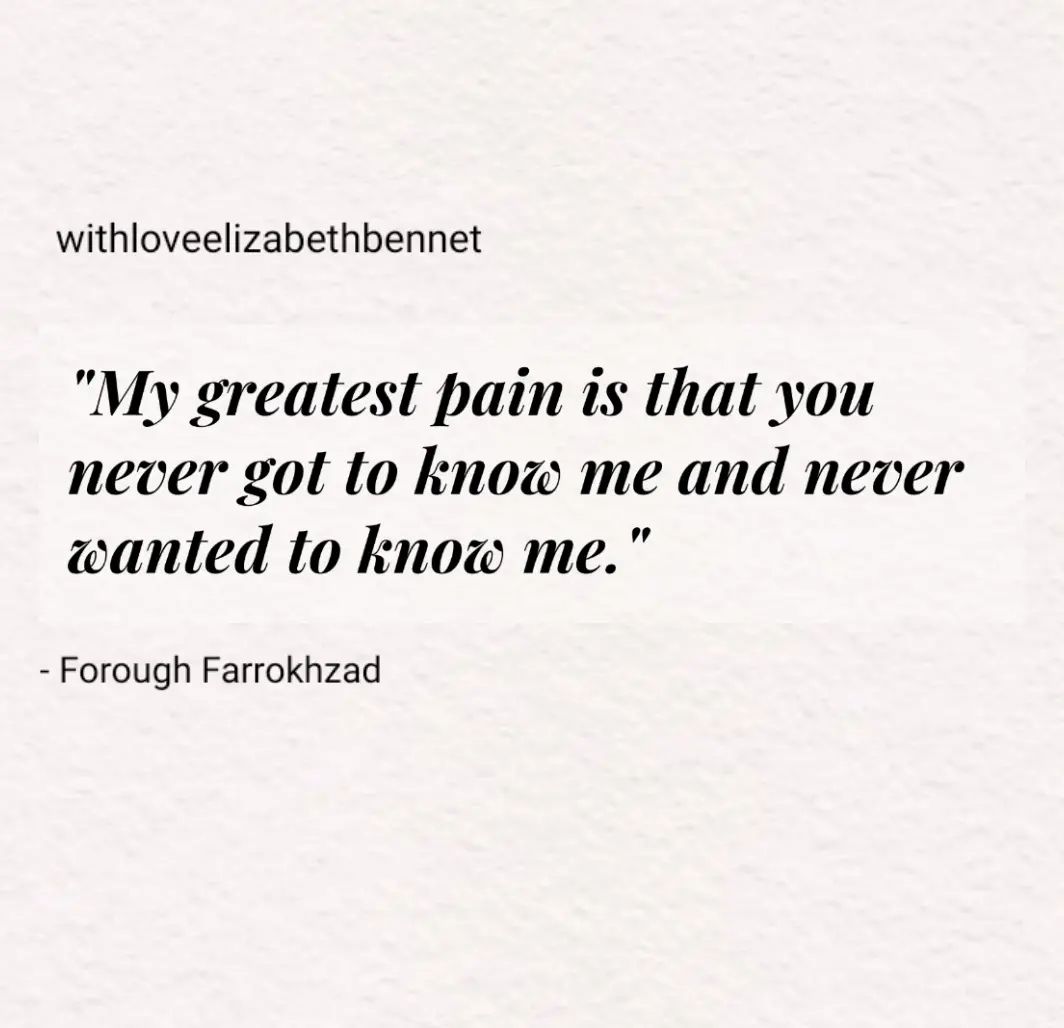 withloveelizabethbennet
"My greatest pain is that you
never got to know me and never
wanted to know me."
- Forough Farrokhzad